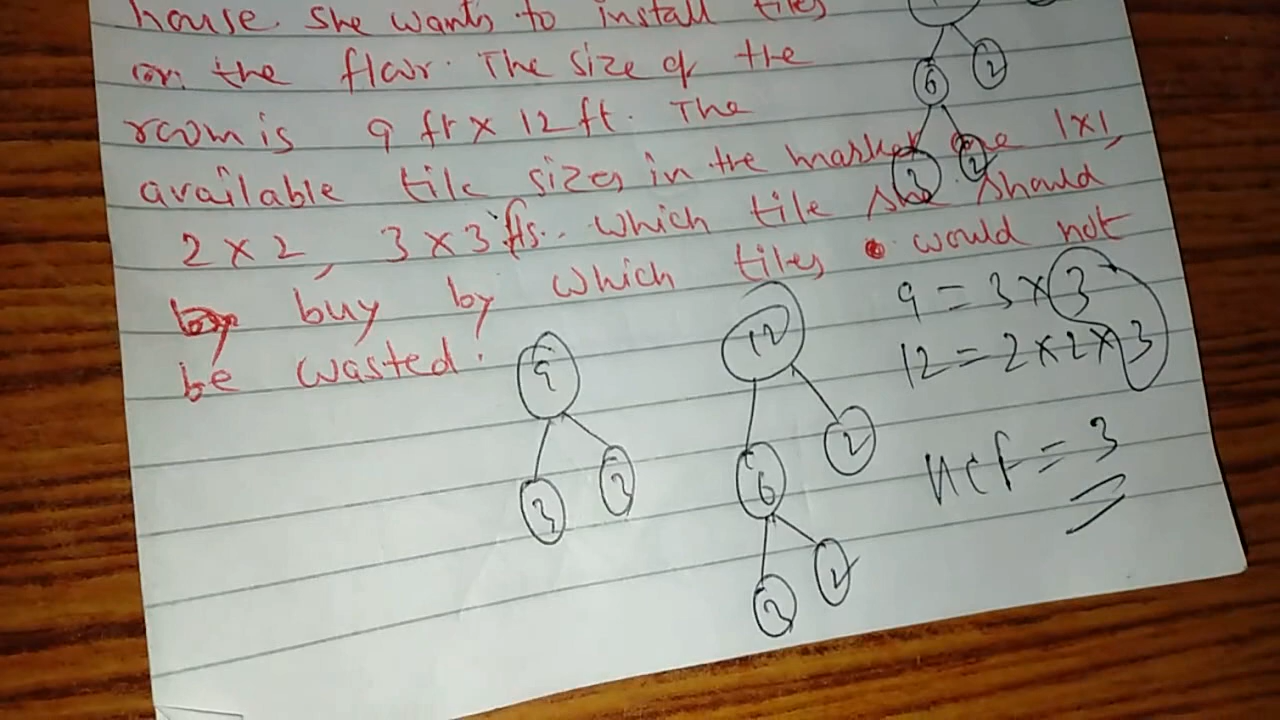 house. She wants to install tiles
on the floor. The size of the
room is 9 ft x 12 ft. The
available tile sizes in the market are 1x1,
2 x 2, 3 x 3 fts. Which tile she should
buy by which tiles would not
be wasted.
6 2
3 2
9
3 3
12
6 2
2
9 = 3 x 3
12 = 2 x 2 x 3
HCF = 3